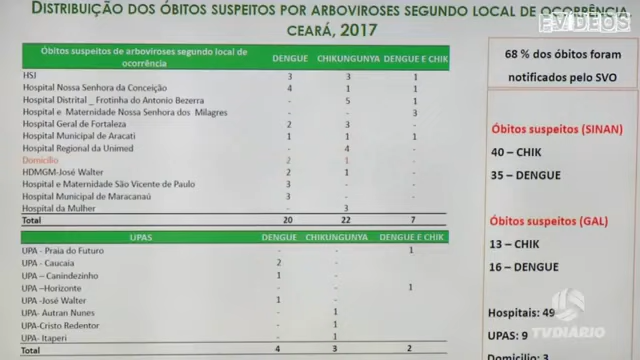 DISTRIBUIÇÃO DOS ÓBITOS SUSPEITOS POR ARBOVIROSES SEGUNDO LOCAL DE OCORRÊNCIA
CEARÁ, 2017
FVIDEOS
Óbitos suspeitos de arboviroses segundo local de ocorrência DENGUE CHIKUNGUNYA DENGUE E CHIK
HSJ 3 3 1
Hospital Nossa Senhora da Conceição 4 1 1
Hospital Distrital _ Frotinha do Antonio Bezerra - 5 1
Hospital e Maternidade Nossa Senhora dos Milagres - - 3
Hospital Geral de Fortaleza 2 3 -
Hospital Municipal de Aracati 1 1 1
Hospital Regional da Unimed - 4 -
Domicílio 2 1 -
HDMGM-José Walter 2 1 -
Hospital e Maternidade São Vicente de Paulo 3 - -
Hospital Municipal de Maracanaú 3 - -
Hospital da Mulher - 3 -
Total 20 22 7
UPAS DENGUE CHIKUNGUNYA DENGUE E CHIK
UPA - Praia do Futuro - - 1
UPA - Caucaia 2 - -
UPA – Canindezinho 1 - -
UPA –Horizonte - - 1
UPA -José Walter 1 - -
UPA- Autran Nunes - 1 -
UPA-Cristo Redentor - 1 -
UPA- Itaperi - 1 -
Total 4 3 2
68 % dos óbitos foram
notificados pelo SVO
Óbitos suspeitos (SINAN)
40 – CHIK
35 – DENGUE
Óbitos suspeitos (GAL)
13 – CHIK
16 – DENGUE
Hospitais: 49
UPAS: 9
Domicílio: 3
TVDIÁRIO